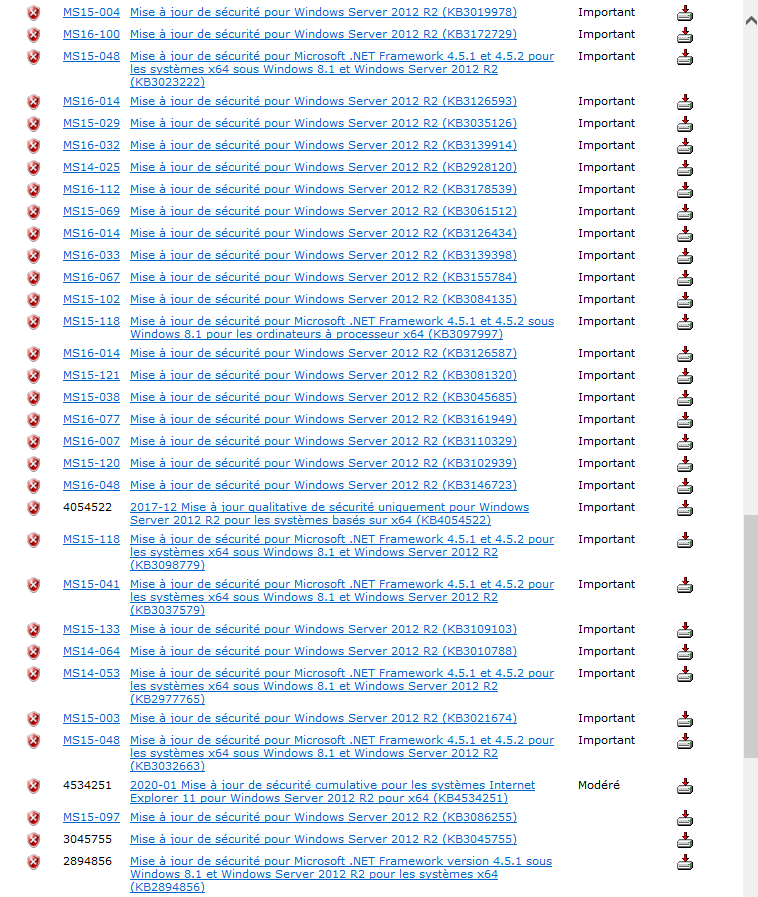 MS15-004 Mise à jour de sécurité pour Windows Server 2012 R2 (KB3019978) Important
MS16-100 Mise à jour de sécurité pour Windows Server 2012 R2 (KB3172729) Important
MS15-048 Mise à jour de sécurité pour Microsoft .NET Framework 4.5.1 et 4.5.2 pour Important
les systèmes x64 sous Windows 8.1 et Windows Server 2012 R2
(KB3023222)
MS16-014 Mise à jour de sécurité pour Windows Server 2012 R2 (KB3126593) Important
MS15-029 Mise à jour de sécurité pour Windows Server 2012 R2 (KB3035126) Important
MS16-032 Mise à jour de sécurité pour Windows Server 2012 R2 (KB3139914) Important
MS14-025 Mise à jour de sécurité pour Windows Server 2012 R2 (KB2928120) Important
MS16-112 Mise à jour de sécurité pour Windows Server 2012 R2 (KB3178539) Important
MS15-069 Mise à jour de sécurité pour Windows Server 2012 R2 (KB3061512) Important
MS16-014 Mise à jour de sécurité pour Windows Server 2012 R2 (KB3126434) Important
MS16-033 Mise à jour de sécurité pour Windows Server 2012 R2 (KB3139398) Important
MS16-067 Mise à jour de sécurité pour Windows Server 2012 R2 (KB3155784) Important
MS15-102 Mise à jour de sécurité pour Windows Server 2012 R2 (KB3084135) Important
MS15-118 Mise à jour de sécurité pour Microsoft .NET Framework 4.5.1 et 4.5.2 sous Important
Windows 8.1 pour les ordinateurs à processeur x64 (KB3097997)
MS16-014 Mise à jour de sécurité pour Windows Server 2012 R2 (KB3126587) Important
MS15-121 Mise à jour de sécurité pour Windows Server 2012 R2 (KB3081320) Important
MS15-038 Mise à jour de sécurité pour Windows Server 2012 R2 (KB3045685) Important
MS16-077 Mise à jour de sécurité pour Windows Server 2012 R2 (KB3161949) Important
MS16-007 Mise à jour de sécurité pour Windows Server 2012 R2 (KB3110329) Important
MS15-120 Mise à jour de sécurité pour Windows Server 2012 R2 (KB3102939) Important
MS16-048 Mise à jour de sécurité pour Windows Server 2012 R2 (KB3146723) Important
4054522 2017-12 Mise à jour qualitative de sécurité uniquement pour Windows Important
Server 2012 R2 pour les systèmes basés sur x64 (KB4054522)
MS15-118 Mise à jour de sécurité pour Microsoft .NET Framework 4.5.1 et 4.5.2 pour Important
les systèmes x64 sous Windows 8.1 et Windows Server 2012 R2
(KB3098779)
MS15-041 Mise à jour de sécurité pour Microsoft .NET Framework 4.5.1 et 4.5.2 pour Important
les systèmes x64 sous Windows 8.1 et Windows Server 2012 R2
(KB3037579)
MS15-133 Mise à jour de sécurité pour Windows Server 2012 R2 (KB3109103) Important
MS14-064 Mise à jour de sécurité pour Windows Server 2012 R2 (KB3010788) Important
MS14-053 Mise à jour de sécurité pour Microsoft .NET Framework 4.5.1 et 4.5.2 pour Important
les systèmes x64 sous Windows 8.1 et Windows Server 2012 R2
(KB2977765)
MS15-003 Mise à jour de sécurité pour Windows Server 2012 R2 (KB3021674) Important
MS15-048 Mise à jour de sécurité pour Microsoft .NET Framework 4.5.1 et 4.5.2 pour Important
les systèmes x64 sous Windows 8.1 et Windows Server 2012 R2
(KB3032663)
4534251 2020-01 Mise à jour de sécurité cumulative pour les systèmes Internet Modéré
Explorer 11 pour Windows Server 2012 R2 pour x64 (KB4534251)
MS15-097 Mise à jour de sécurité pour Windows Server 2012 R2 (KB3086255)
3045755 Mise à jour de sécurité pour Windows Server 2012 R2 (KB3045755)
2894856 Mise à jour de sécurité pour Microsoft .NET Framework version 4.5.1 sous
Windows 8.1 et Windows Server 2012 R2 pour les systèmes x64
(KB2894856)